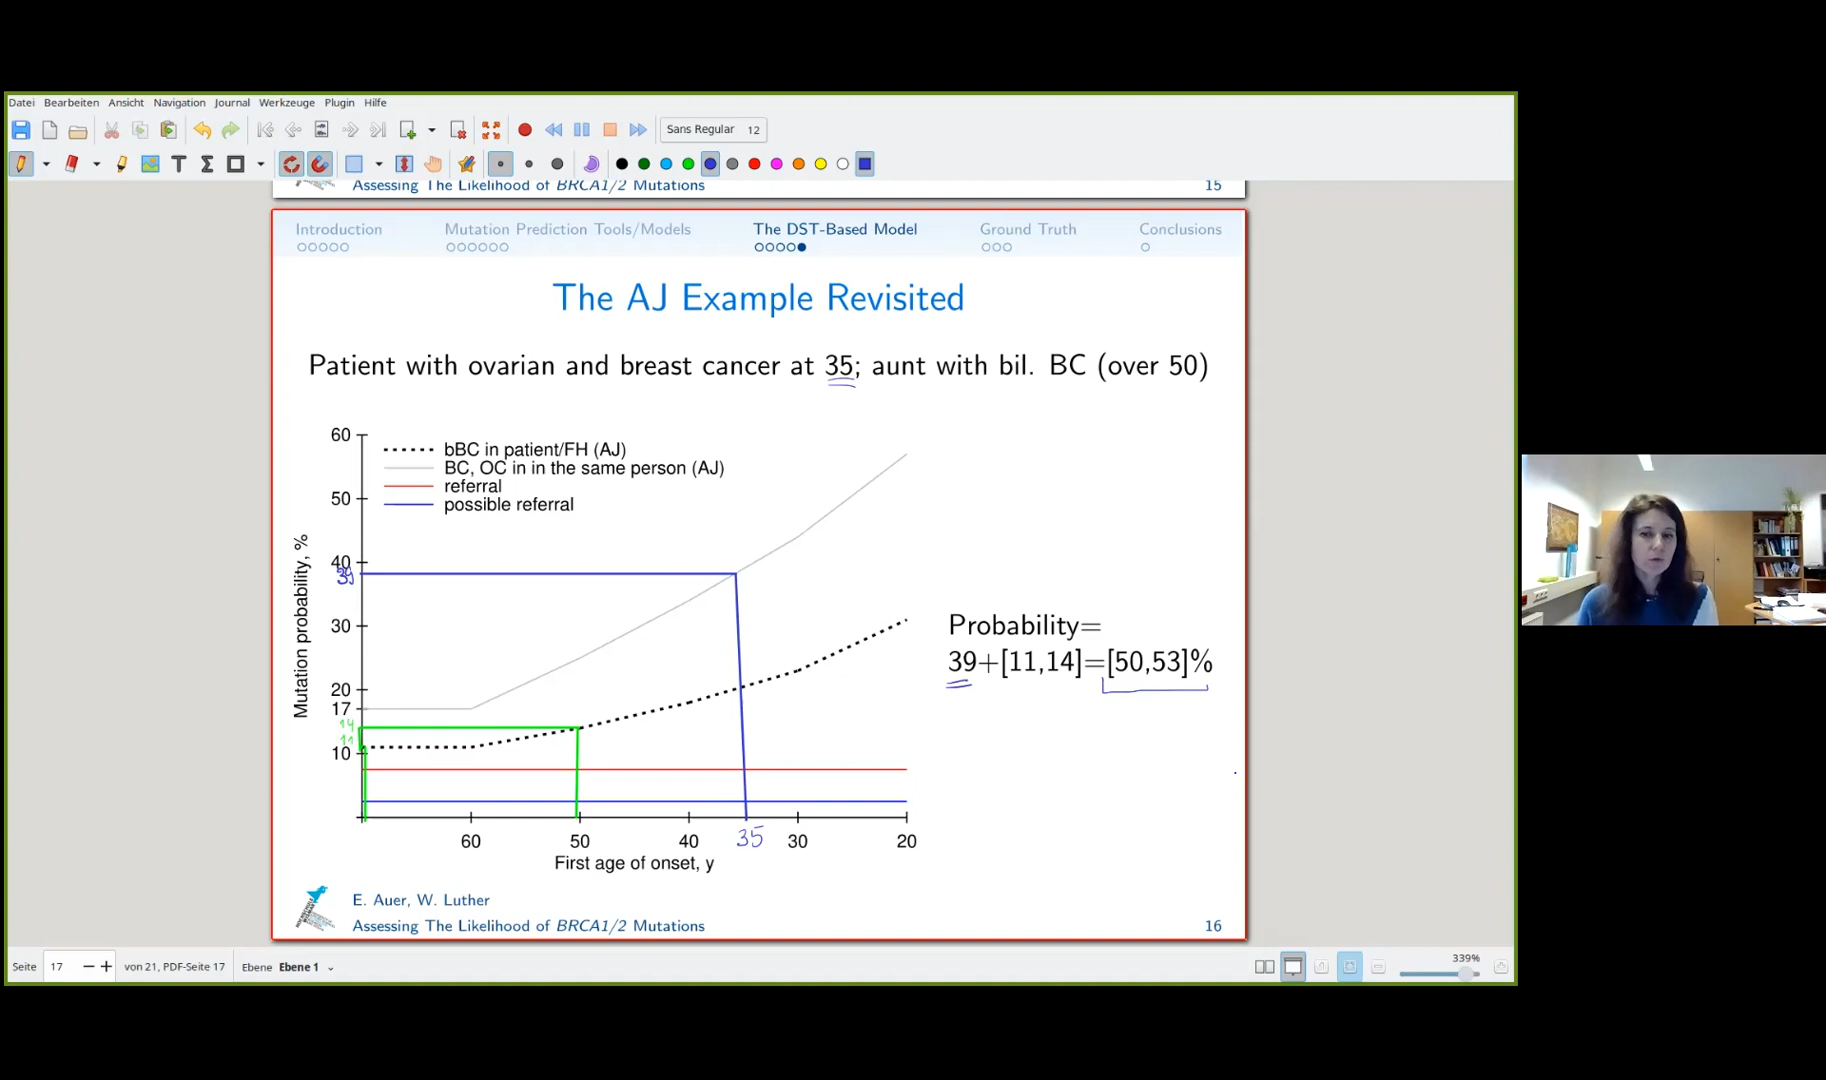 Datei Bearbeiten Ansicht Navigation Journal Werkzeuge Plugin Hilfe
Sans Regular 12
Assessing The Likelihood of BRCA1/2 Mutations 15
Introduction Mutation Prediction Tools/Models The DST-Based Model Ground Truth Conclusions
The AJ Example Revisited
Patient with ovarian and breast cancer at 35; aunt with bil. BC (over 50)
60
50
40
39
30
20
17
14
11
10
Mutation probability, %
bBC in patient/FH (AJ)
BC, OC in in the same person (AJ)
referral
possible referral
60 50 40 35 30 20
First age of onset, y
Probability=
39+[11,14]=[50,53]%
E. Auer, W. Luther
Assessing The Likelihood of BRCA1/2 Mutations 16
Seite 17 von 21, PDF-Seite 17 Ebene Ebene 1 339%